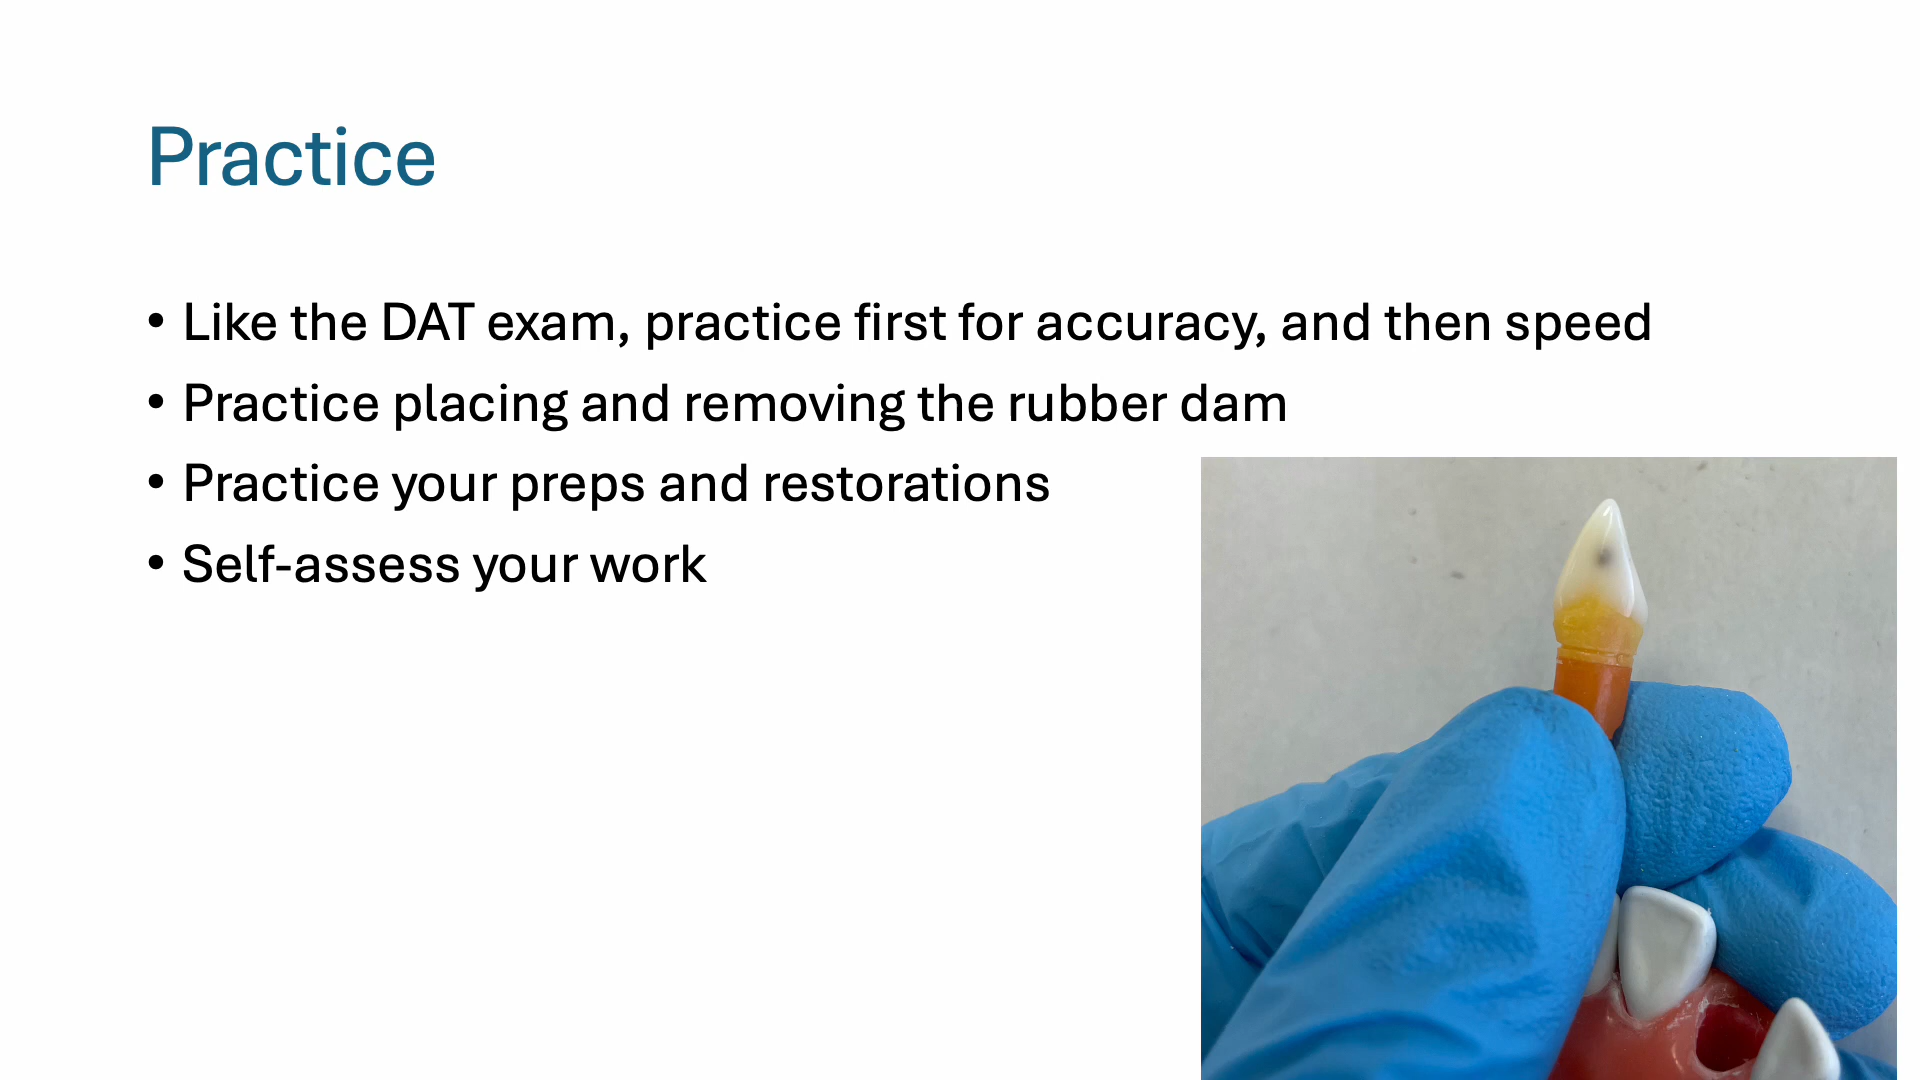 Practice
• Like the DAT exam, practice first for accuracy, and then speed
• Practice placing and removing the rubber dam
• Practice your preps and restorations
• Self-assess your work